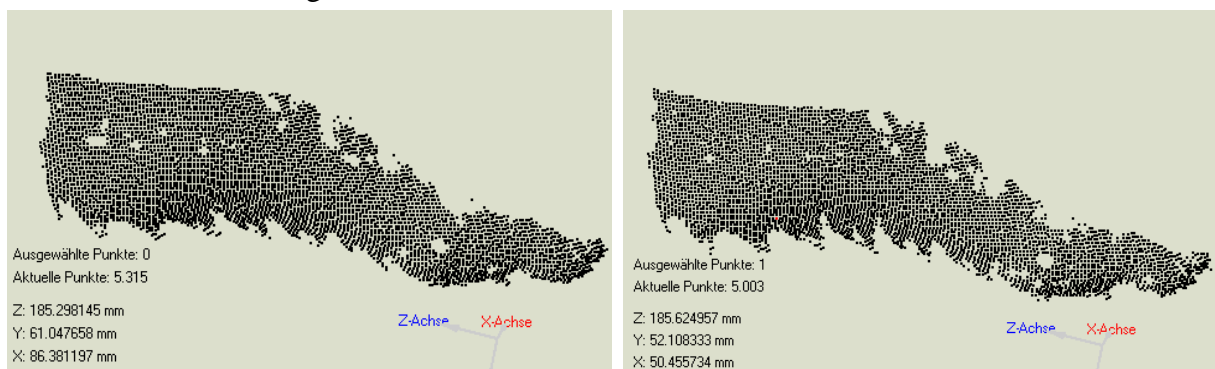 Ausgewählte Punkte: 0
Aktuelle Punkte: 5.315
Z: 185.298145 mm
Y: 61.047658 mm
X: 86.381197 mm
Z-Achse X-Achse
Ausgewählte Punkte: 1
Aktuelle Punkte: 5.003
Z: 185.624957 mm
Y: 52.108333 mm
X: 50.455734 mm
Z-Achse X-Achse